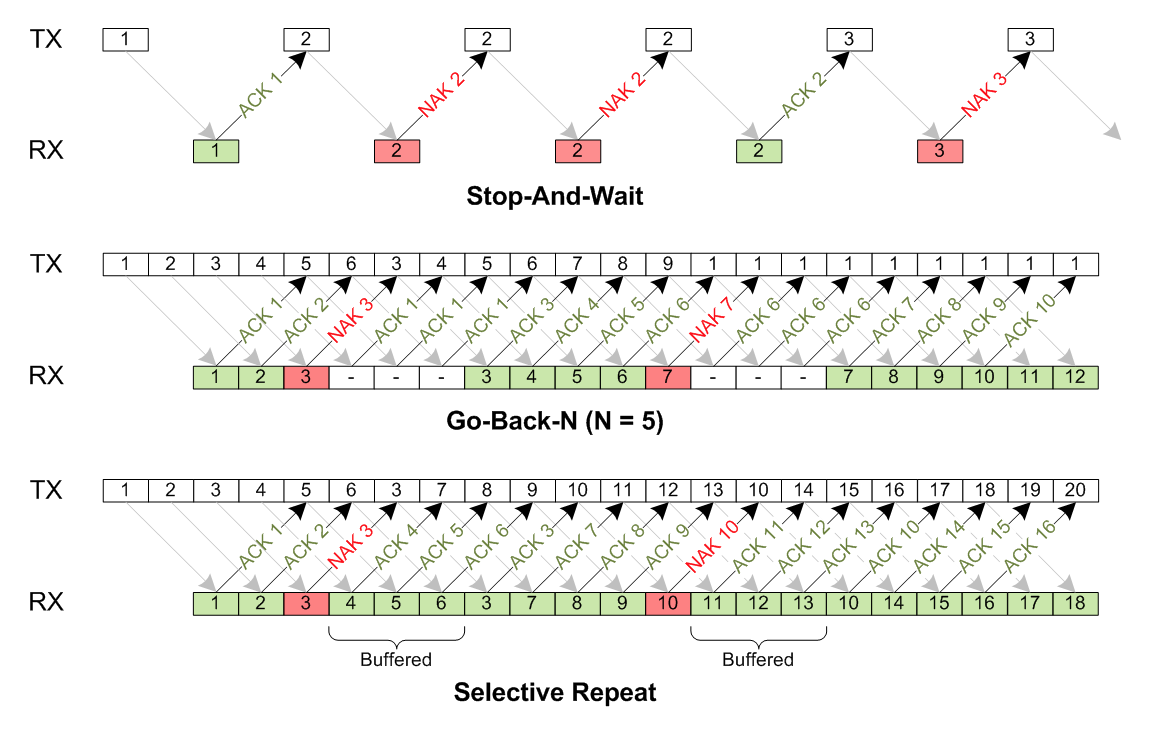 TX 1 2 2 2 3 3
ACK 1 NAK 2 NAK 2 ACK 2 NAK 3
RX 1 2 2 2 3
Stop-And-Wait
TX 1 2 3 4 5 6 3 4 5 6 7 8 9 1 1 1 1 1 1 1 1 1
ACK 1 ACK 2 NAK 3 ACK 1 ACK 1 ACK 1 ACK 3 ACK 4 ACK 5 ACK 6 NAK 7 ACK 6 ACK 6 ACK 6 ACK 7 ACK 8 ACK 9 ACK 10
RX 1 2 3 - - - 3 4 5 6 7 - - - 7 8 9 10 11 12
Go-Back-N (N = 5)
TX 1 2 3 4 5 6 3 7 8 9 10 11 12 13 10 14 15 16 17 18 19 20
ACK 1 ACK 2 NAK 3 ACK 4 ACK 5 ACK 6 ACK 3 ACK 7 ACK 8 ACK 9 NAK 10 ACK 11 ACK 12 ACK 13 ACK 10 ACK 14 ACK 15 ACK 16
RX 1 2 3 4 5 6 3 7 8 9 10 11 12 13 10 14 15 16 17 18
Buffered Buffered
Selective Repeat